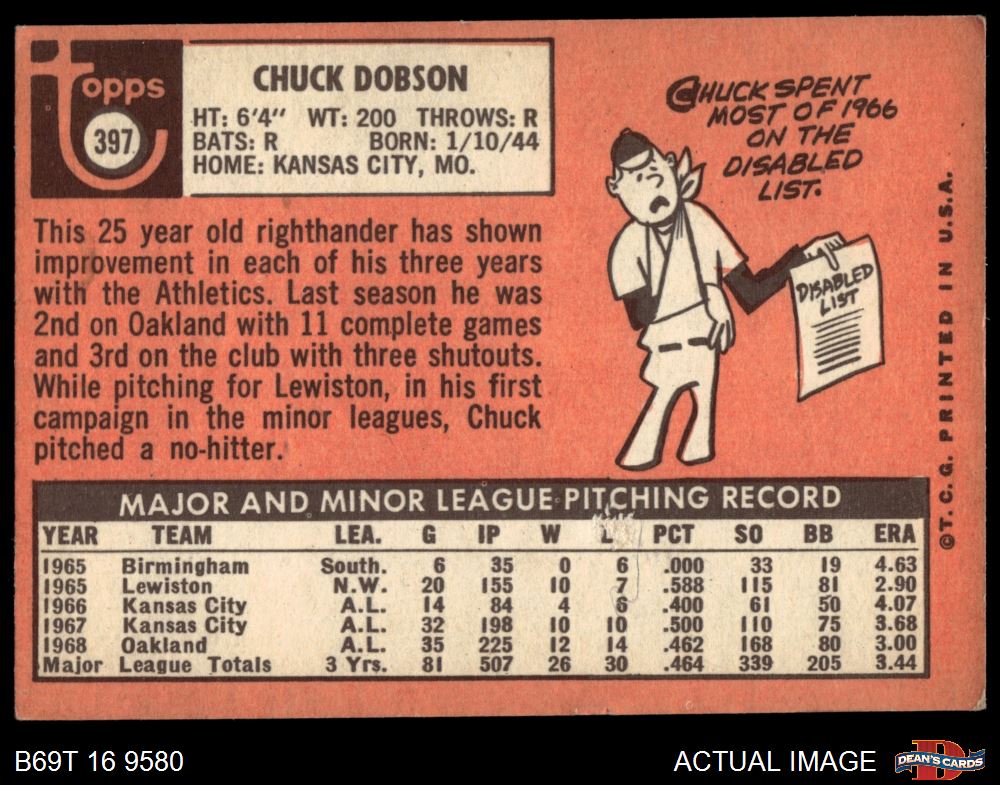 topps
397
CHUCK DOBSON
HT: 6'4" WT: 200 THROWS: R
BATS: R BORN: 1/10/44
HOME: KANSAS CITY, MO.
This 25 year old righthander has shown
improvement in each of his three years
with the Athletics. Last season he was
2nd on Oakland with 11 complete games
and 3rd on the club with three shutouts.
While pitching for Lewiston, in his first
campaign in the minor leagues, Chuck
pitched a no-hitter.
CHUCK SPENT
MOST OF 1966
ON THE
DISABLED
LIST.
DISABLED
LIST
©T.C.G. PRINTED IN U.S.A.
MAJOR AND MINOR LEAGUE PITCHING RECORD
YEAR TEAM LEA. G IP W L PCT SO BB ERA
1965 Birmingham South. 6 35 0 6 .000 33 19 4.63
1965 Lewiston N.W. 20 155 10 7 .588 115 81 2.90
1966 Kansas City A.L. 14 84 4 6 .400 61 50 4.07
1967 Kansas City A.L. 32 198 10 10 .500 110 75 3.68
1968 Oakland A.L. 35 225 12 14 .462 168 80 3.00
Major League Totals 3 Yrs. 81 507 26 30 .464 339 205 3.44
B69T 16 9580
ACTUAL IMAGE
DEAN'S CARDS